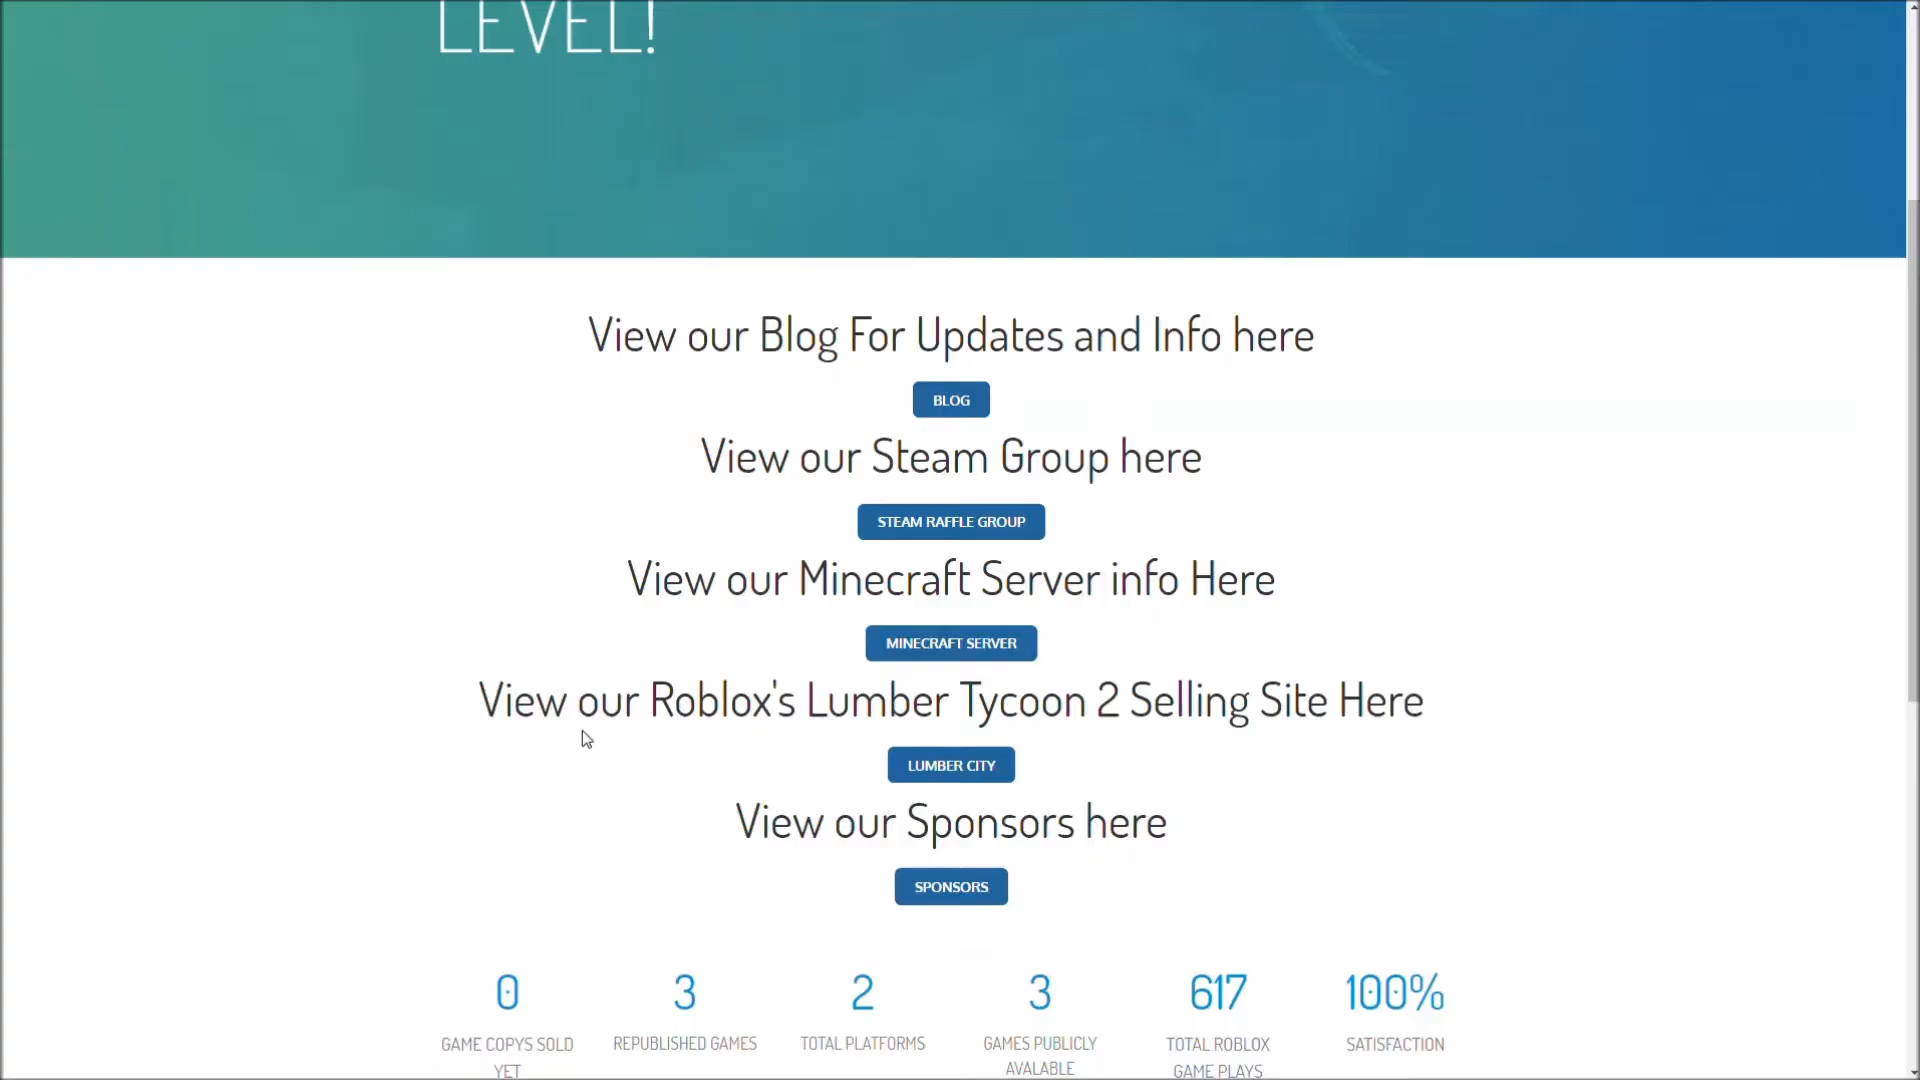 LEVEL!
View our Blog For Updates and Info here
BLOG
View our Steam Group here
STEAM RAFFLE GROUP
View our Minecraft Server info Here
MINECRAFT SERVER
View our Roblox's Lumber Tycoon 2 Selling Site Here
LUMBER CITY
View our Sponsors here
SPONSORS
0 3 2 3 617 100%
GAME COPYS SOLD REPUBLISHED GAMES TOTAL PLATFORMS GAMES PUBLICLY TOTAL ROBLOX SATISFACTION
YET AVALABLE GAME PLAYS